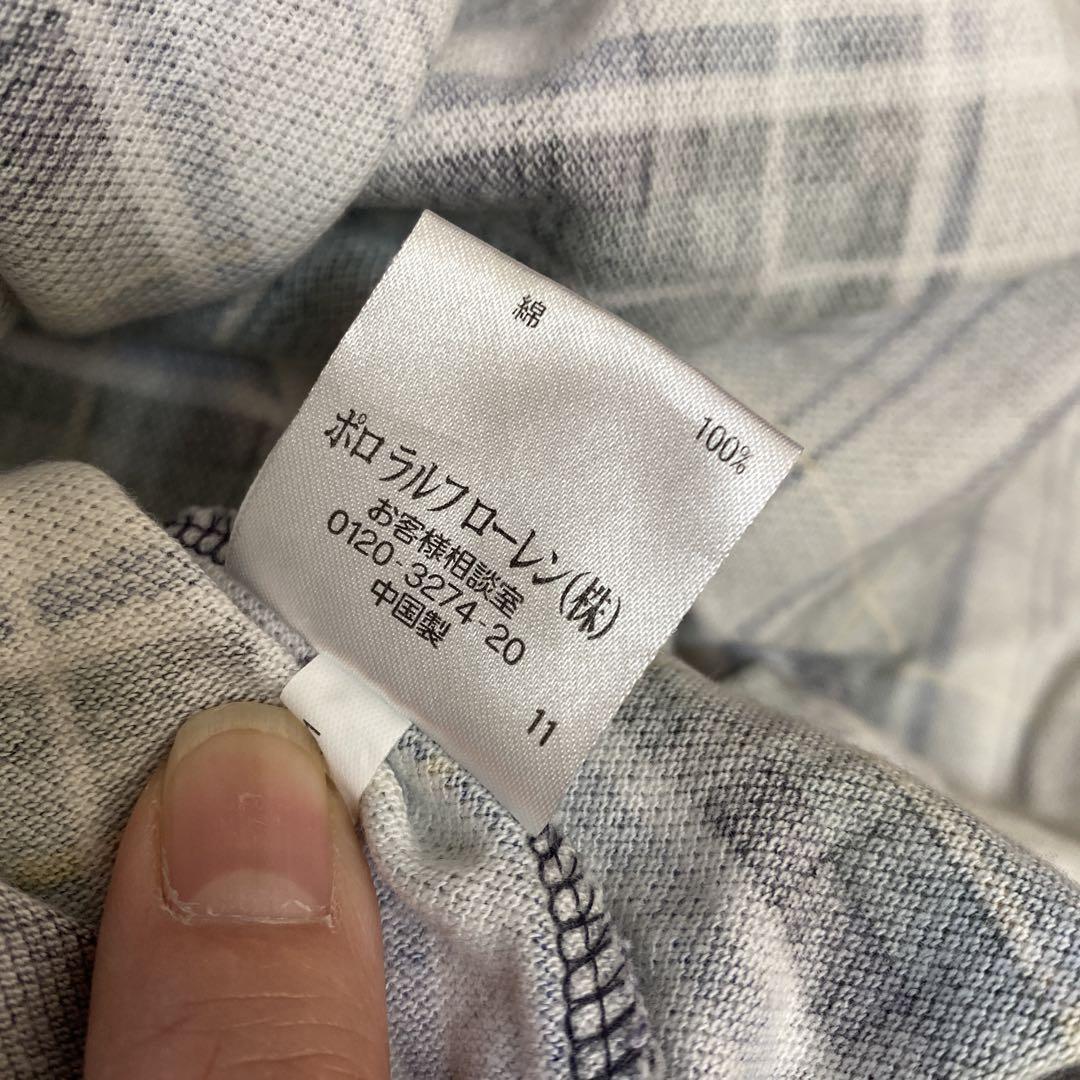 綿 100%
ポロ ラルフ ローレン(株)
お客様相談室
0120-3274-20
中国製
11